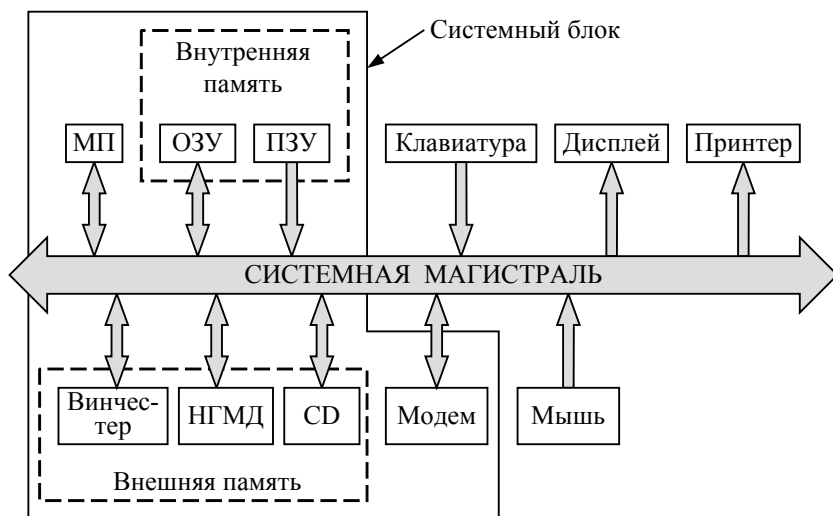 Системный блок
Внутренняя
память
МП
ОЗУ
ПЗУ
Клавиатура
Дисплей
Принтер
СИСТЕМНАЯ МАГИСТРАЛЬ
Винчес-
тер
НГМД
CD
Модем
Мышь
Внешняя память